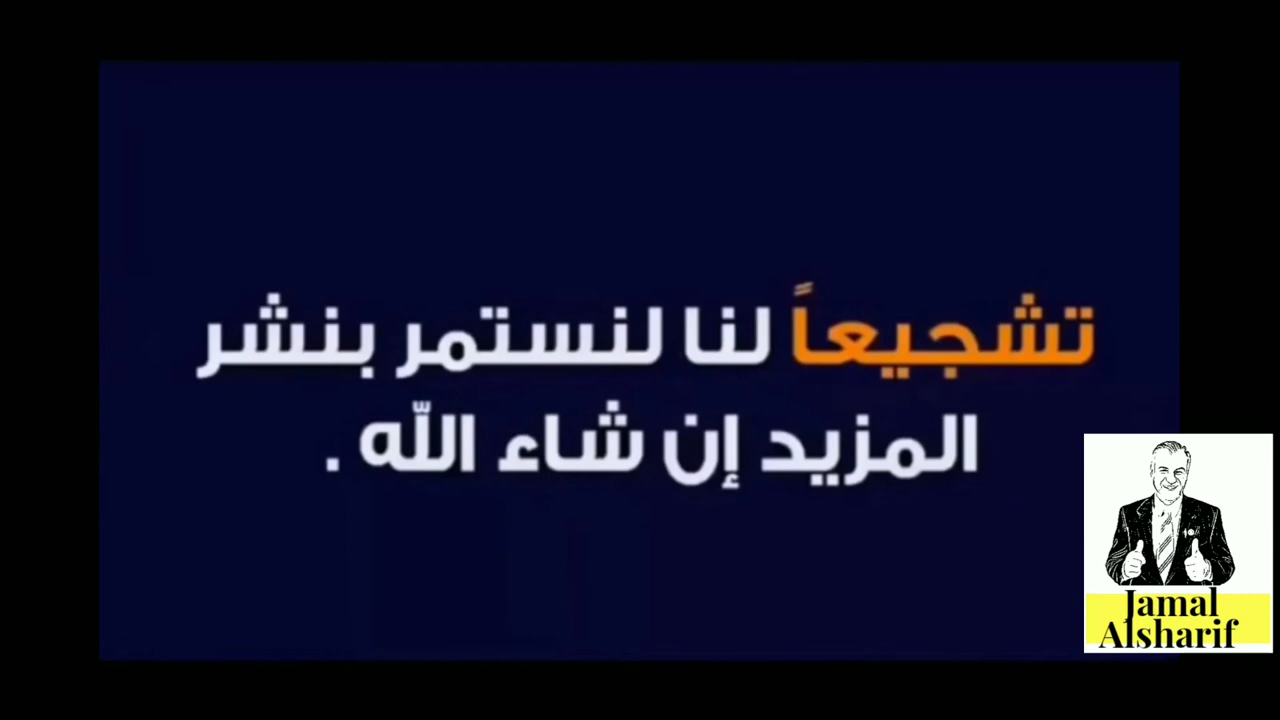 تشجيعاً لنا لنستمر بنشر
المزيد إن شاء الله .
Jamal
Alsharif